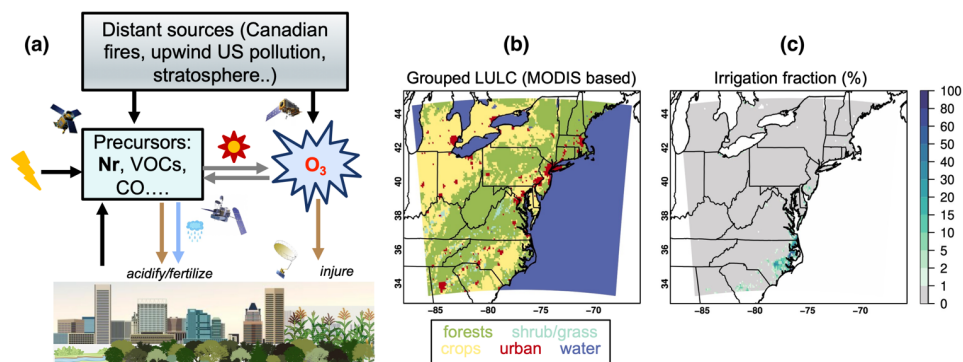 (a)
Distant sources (Canadian
fires, upwind US pollution,
stratosphere..)
Precursors:
Nr, VOCs,
CO....
O3
acidify/fertilize
injure
(b)
Grouped LULC (MODIS based)
44
42
40
38
36
34
−85
−80
−75
−70
forests shrub/grass
crops urban water
(c)
Irrigation fraction (%)
44
42
40
38
36
34
−85
−80
−75
−70
100
80
60
50
40
30
20
10
5
2
1
0